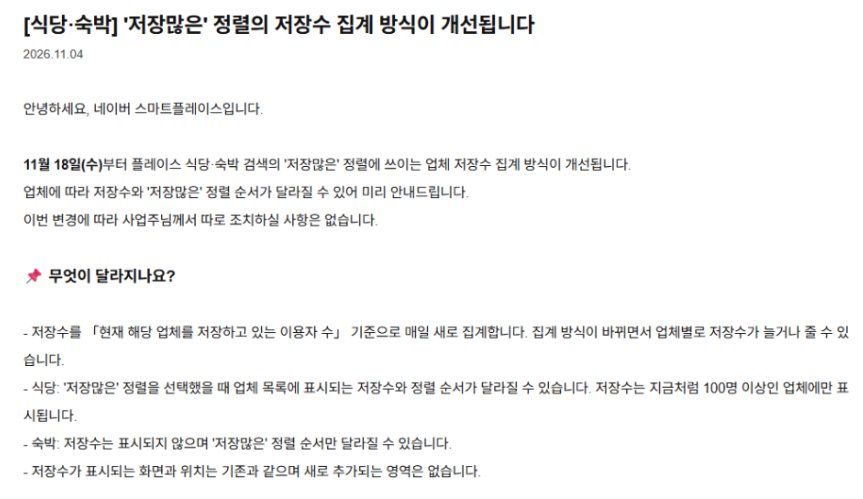 [식당·숙박] '저장많은' 정렬의 저장수 집계 방식이 개선됩니다
2026.11.04
안녕하세요, 네이버 스마트플레이스입니다.
11월 18일(수)부터 플레이스 식당·숙박 검색의 '저장많은' 정렬에 쓰이는 업체 저장수 집계 방식이 개선됩니다.
업체에 따라 저장수와 '저장많은' 정렬 순서가 달라질 수 있어 미리 안내드립니다.
이번 변경에 따라 사업주님께서 따로 조치하실 사항은 없습니다.
📌 무엇이 달라지나요?
- 저장수를 「현재 해당 업체를 저장하고 있는 이용자 수」 기준으로 매일 새로 집계합니다. 집계 방식이 바뀌면서 업체별로 저장수가 늘거나 줄 수 있
습니다.
- 식당: '저장많은' 정렬을 선택했을 때 업체 목록에 표시되는 저장수와 정렬 순서가 달라질 수 있습니다. 저장수는 지금처럼 100명 이상인 업체에만 표
시됩니다.
- 숙박: 저장수는 표시되지 않으며 '저장많은' 정렬 순서만 달라질 수 있습니다.
- 저장수가 표시되는 화면과 위치는 기존과 같으며 새로 추가되는 영역은 없습니다.